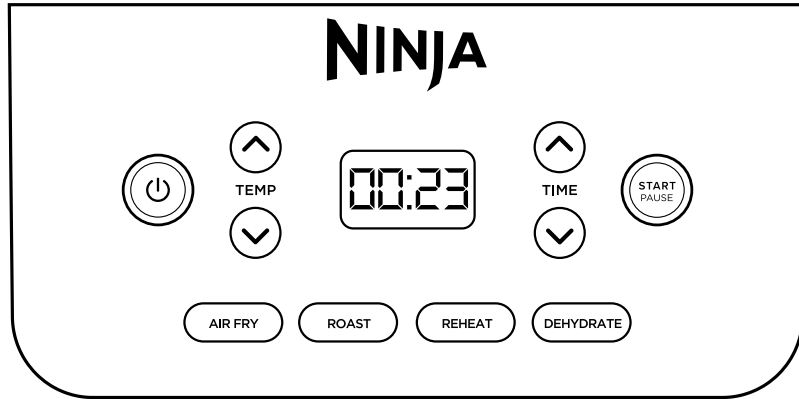 NINJA
TEMP
00:23
TIME
START
PAUSE
AIR FRY
ROAST
REHEAT
DEHYDRATE